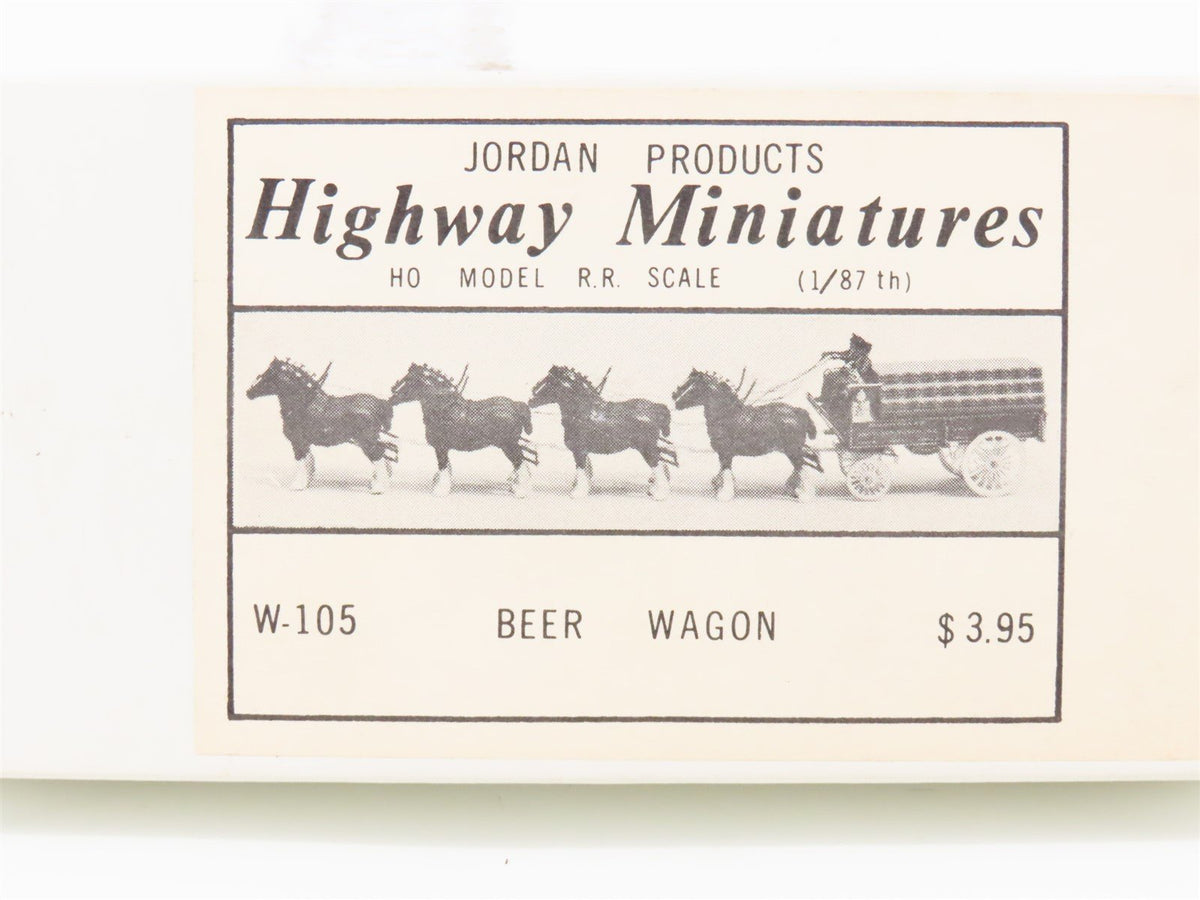 JORDAN PRODUCTS
Highway Miniatures
HO MODEL R.R. SCALE (1/87 th)
W-105 BEER WAGON $3.95